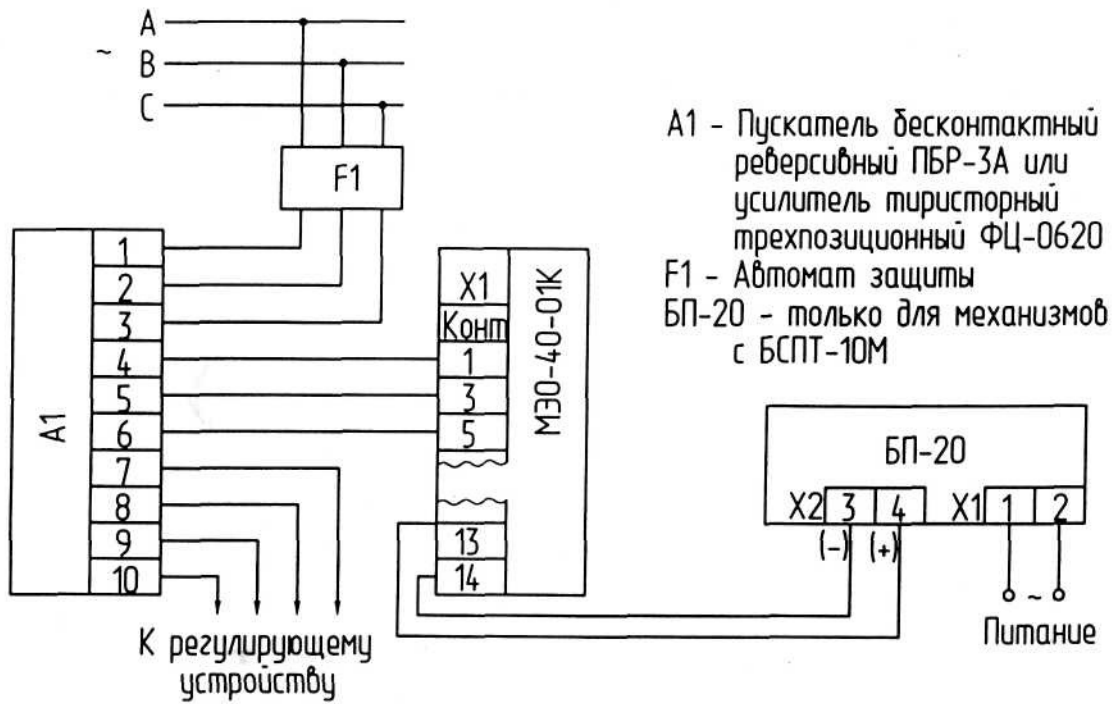 A
~
B
C
F1
A1 - Пускатель бесконтактный
реверсивный ПБР-3А или
усилитель тиристорный
трехпозиционный ФЦ-0620
F1 - Автомат защиты
БП-20 - только для механизмов
с БСПТ-10М
A1
1
2
3
4
5
6
7
8
9
10
X1
Конт
1
3
5
13
14
МЭО-40-01К
БП-20
X2 3 4 X1 1 2
(-) (+)
~
Питание
К регулирующему
устройству